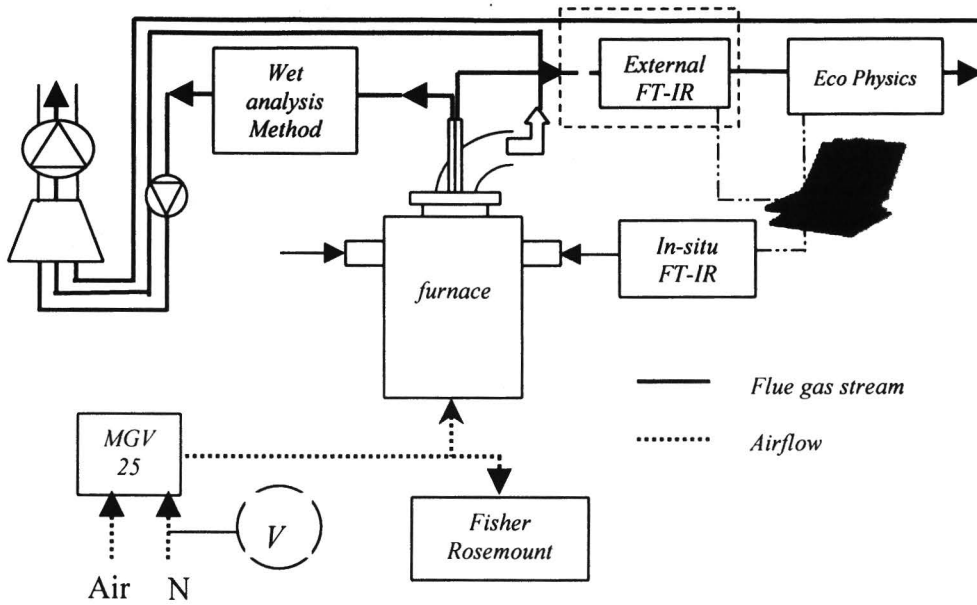 Wet
analysis
Method
External
FT-IR
Eco Physics
In-situ
FT-IR
furnace
Flue gas stream
Airflow
MGV
25
V
Fisher
Rosemount
Air N